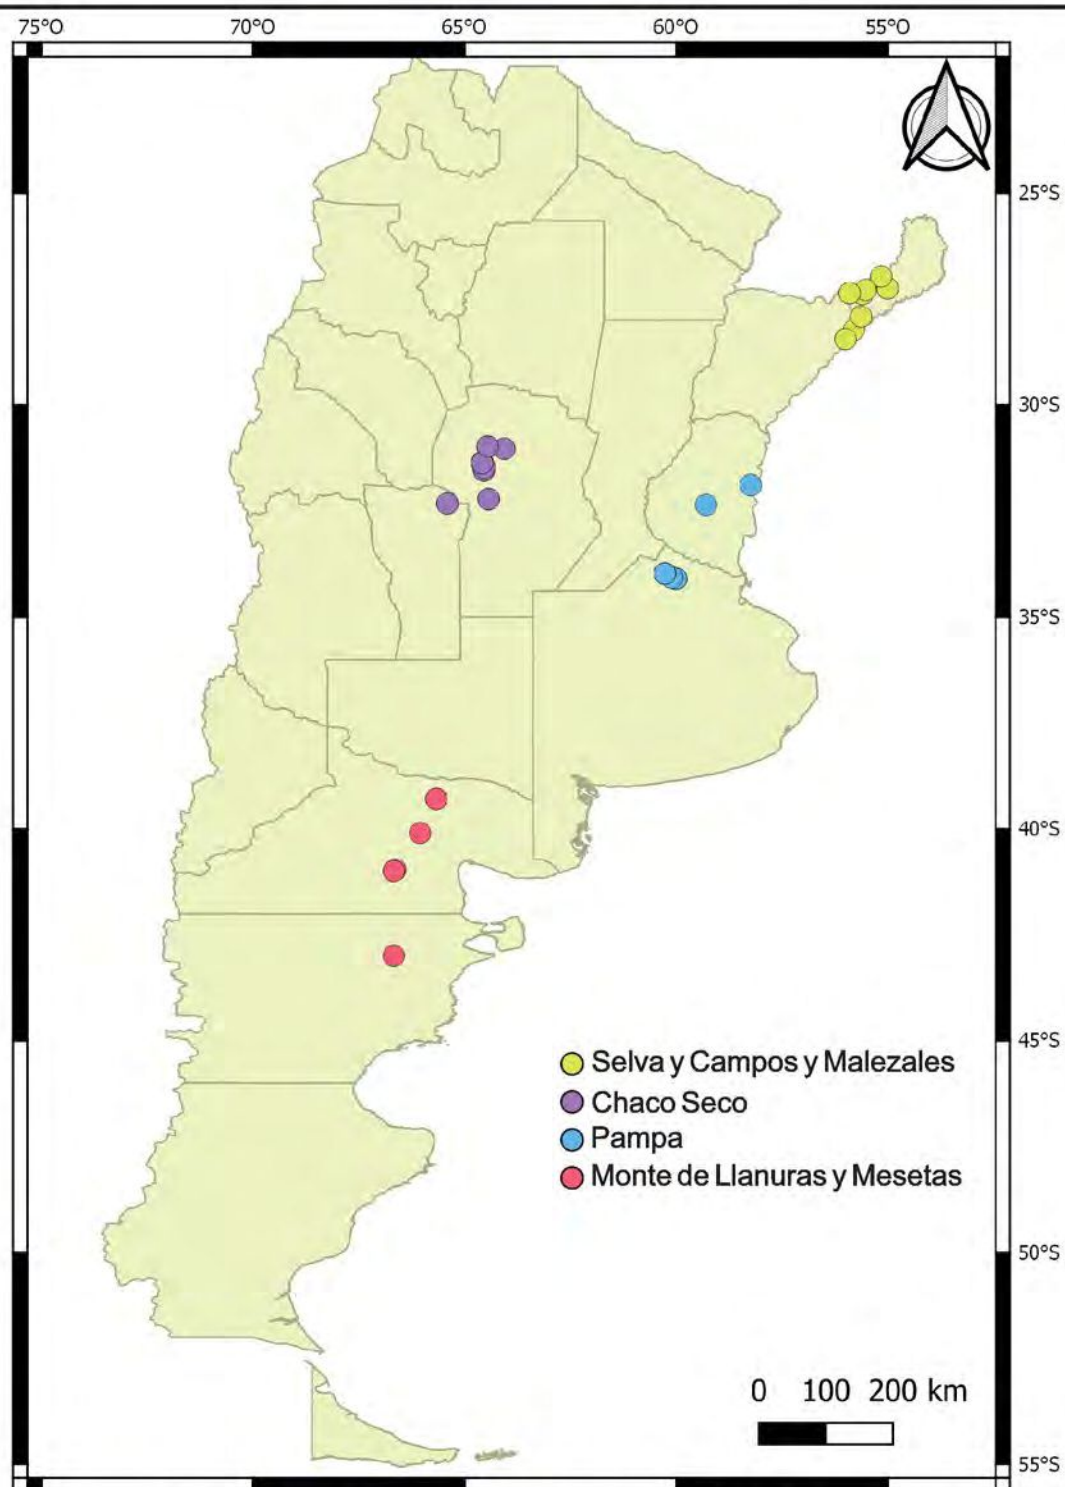 75°O 70°O 65°O 60°O 55°O
25°S
30°S
35°S
40°S
45°S
Selva y Campos y Malezales
Chaco Seco
Pampa
Monte de Llanuras y Mesetas
50°S
0 100 200 km
55°S